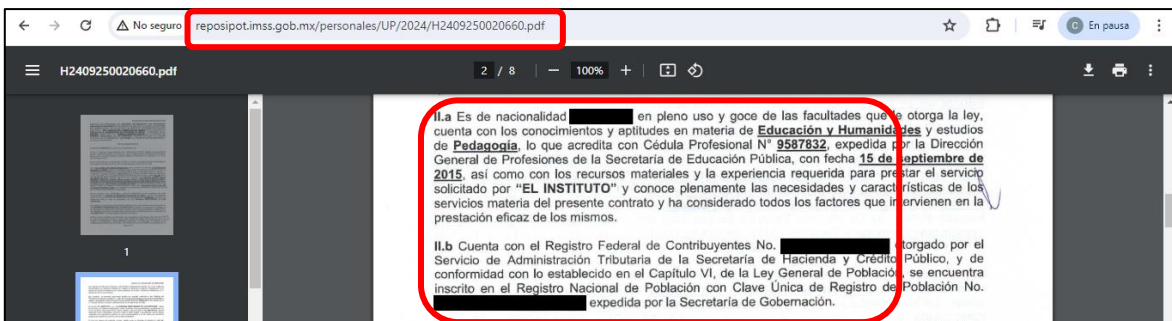 No seguro
reposipot.imss.gob.mx/personales/UP/2024/H2409250020660.pdf
En pausa
C
H2409250020660.pdf
2 / 8
100%
1
II.a Es de nacionalidad en pleno uso y goce de las facultades que le otorga la ley,
cuenta con los conocimientos y aptitudes en materia de Educación y Humanidades y estudios
de Pedagogía, lo que acredita con Cédula Profesional N° 9587832, expedida por la Dirección
General de Profesiones de la Secretaría de Educación Pública, con fecha 15 de septiembre de
2015, así como con los recursos materiales y la experiencia requerida para prestar el servicio
solicitado por “EL INSTITUTO” y conoce plenamente las necesidades y características de los
servicios materia del presente contrato y ha considerado todos los factores que intervienen en la
prestación eficaz de los mismos.
II.b Cuenta con el Registro Federal de Contribuyentes No. otorgado por el
Servicio de Administración Tributaria de la Secretaría de Hacienda y Crédito Público, y de
conformidad con lo establecido en el Capítulo VI, de la Ley General de Población, se encuentra
inscrito en el Registro Nacional de Población con Clave Única de Registro de Población No.
expedida por la Secretaría de Gobernación.